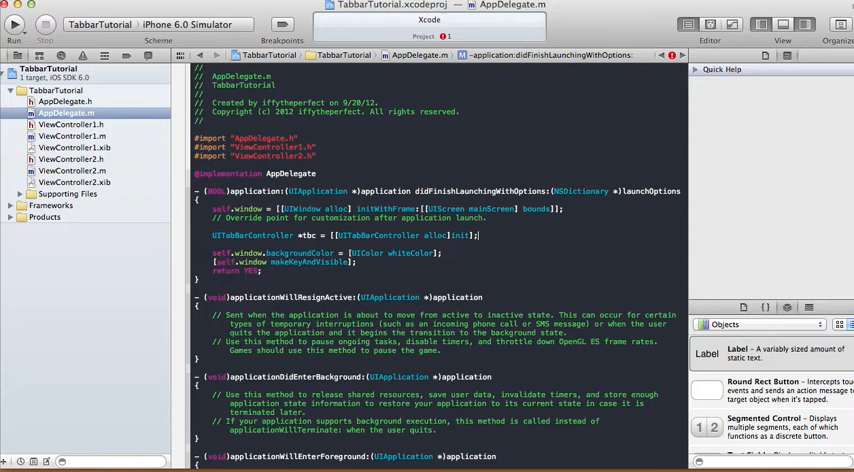 TabbarTutorial.xcodeproj — AppDelegate.m
TabbarTutorial iPhone 6.0 Simulator
Xcode
Project 1
Run Stop Scheme Breakpoints Editor View Organize
TabbarTutorial TabbarTutorial AppDelegate.m -application:didFinishLaunchingWithOptions:
TabbarTutorial
1 target, iOS SDK 6.0
TabbarTutorial
AppDelegate.h
AppDelegate.m
ViewController1.h
ViewController1.m
ViewController1.xib
ViewController2.h
ViewController2.m
ViewController2.xib
Supporting Files
Frameworks
Products
//
// AppDelegate.m
// TabbarTutorial
//
// Created by iffytheperfect on 9/20/12.
// Copyright (c) 2012 iffytheperfect. All rights reserved.
//
#import "AppDelegate.h"
#import "ViewController1.h"
#import "ViewController2.h"
@implementation AppDelegate
- (BOOL)application:(UIApplication *)application didFinishLaunchingWithOptions:(NSDictionary *)launchOptions
{
self.window = [[UIWindow alloc] initWithFrame:[[UIScreen mainScreen] bounds]];
// Override point for customization after application launch.
UITabBarController *tbc = [[UITabBarController alloc]init];
self.window.backgroundColor = [UIColor whiteColor];
[self.window makeKeyAndVisible];
return YES;
}
- (void)applicationWillResignActive:(UIApplication *)application
{
// Sent when the application is about to move from active to inactive state. This can occur for certain
types of temporary interruptions (such as an incoming phone call or SMS message) or when the user
quits the application and it begins the transition to the background state.
// Use this method to pause ongoing tasks, disable timers, and throttle down OpenGL ES frame rates.
Games should use this method to pause the game.
}
- (void)applicationDidEnterBackground:(UIApplication *)application
{
// Use this method to release shared resources, save user data, invalidate timers, and store enough
application state information to restore your application to its current state in case it is
terminated later.
// If your application supports background execution, this method is called instead of
applicationWillTerminate: when the user quits.
}
- (void)applicationWillEnterForeground:(UIApplication *)application
Quick Help
Objects
Label
Label - A variably sized amount of
static text.
Round Rect Button - Intercepts touch
events and sends an action message to
target object when it's tapped.
1 2
Segmented Control - Displays
multiple segments, each of which
functions as a discrete button.